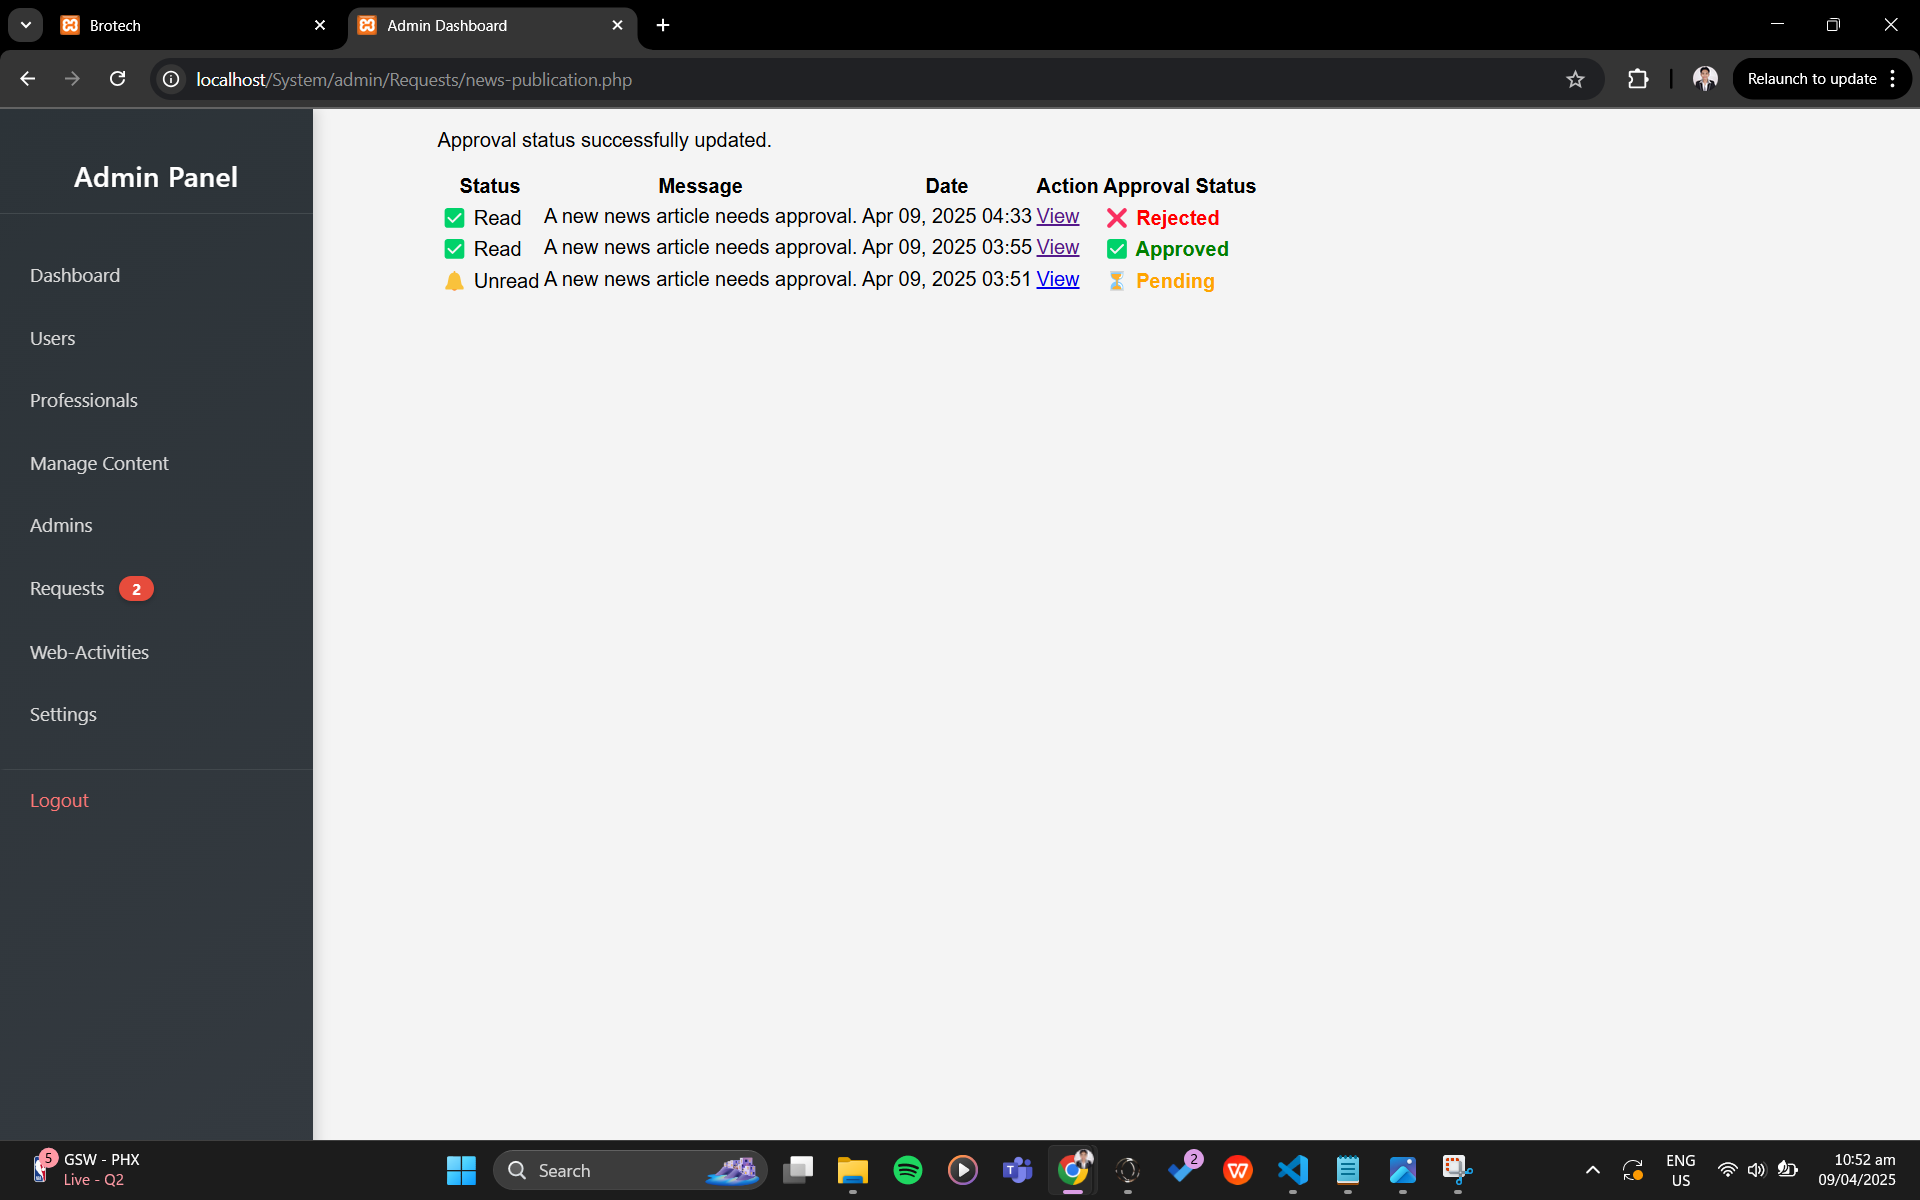 Brotech
Admin Dashboard
localhost/System/admin/Requests/news-publication.php
Relaunch to update
Admin Panel
Dashboard
Users
Professionals
Manage Content
Admins
Requests 2
Web-Activities
Settings
Logout
Approval status successfully updated.
Status Message Date Action Approval Status
Read A new news article needs approval. Apr 09, 2025 04:33 View Rejected
Read A new news article needs approval. Apr 09, 2025 03:55 View Approved
Unread A new news article needs approval. Apr 09, 2025 03:51 View Pending
5
GSW - PHX
Live - Q2
Search
2
ENG
US
10:52 am
09/04/2025